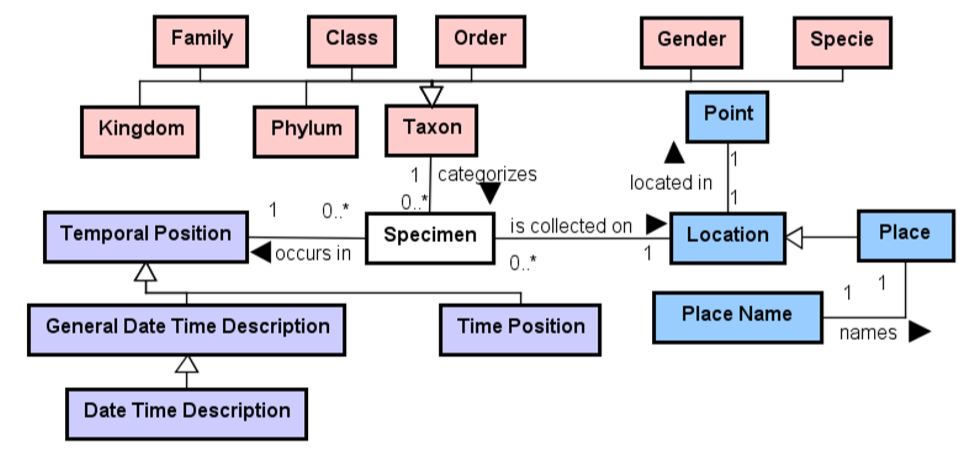 Family
Class
Order
Gender
Specie
Kingdom
Phylum
Taxon
Point
1
categorizes
1
located in
1
0..*
1
0..*
Temporal Position
Specimen
is collected on
Location
Place
occurs in
0..*
1
1
1
General Date Time Description
Time Position
Place Name
names
Date Time Description